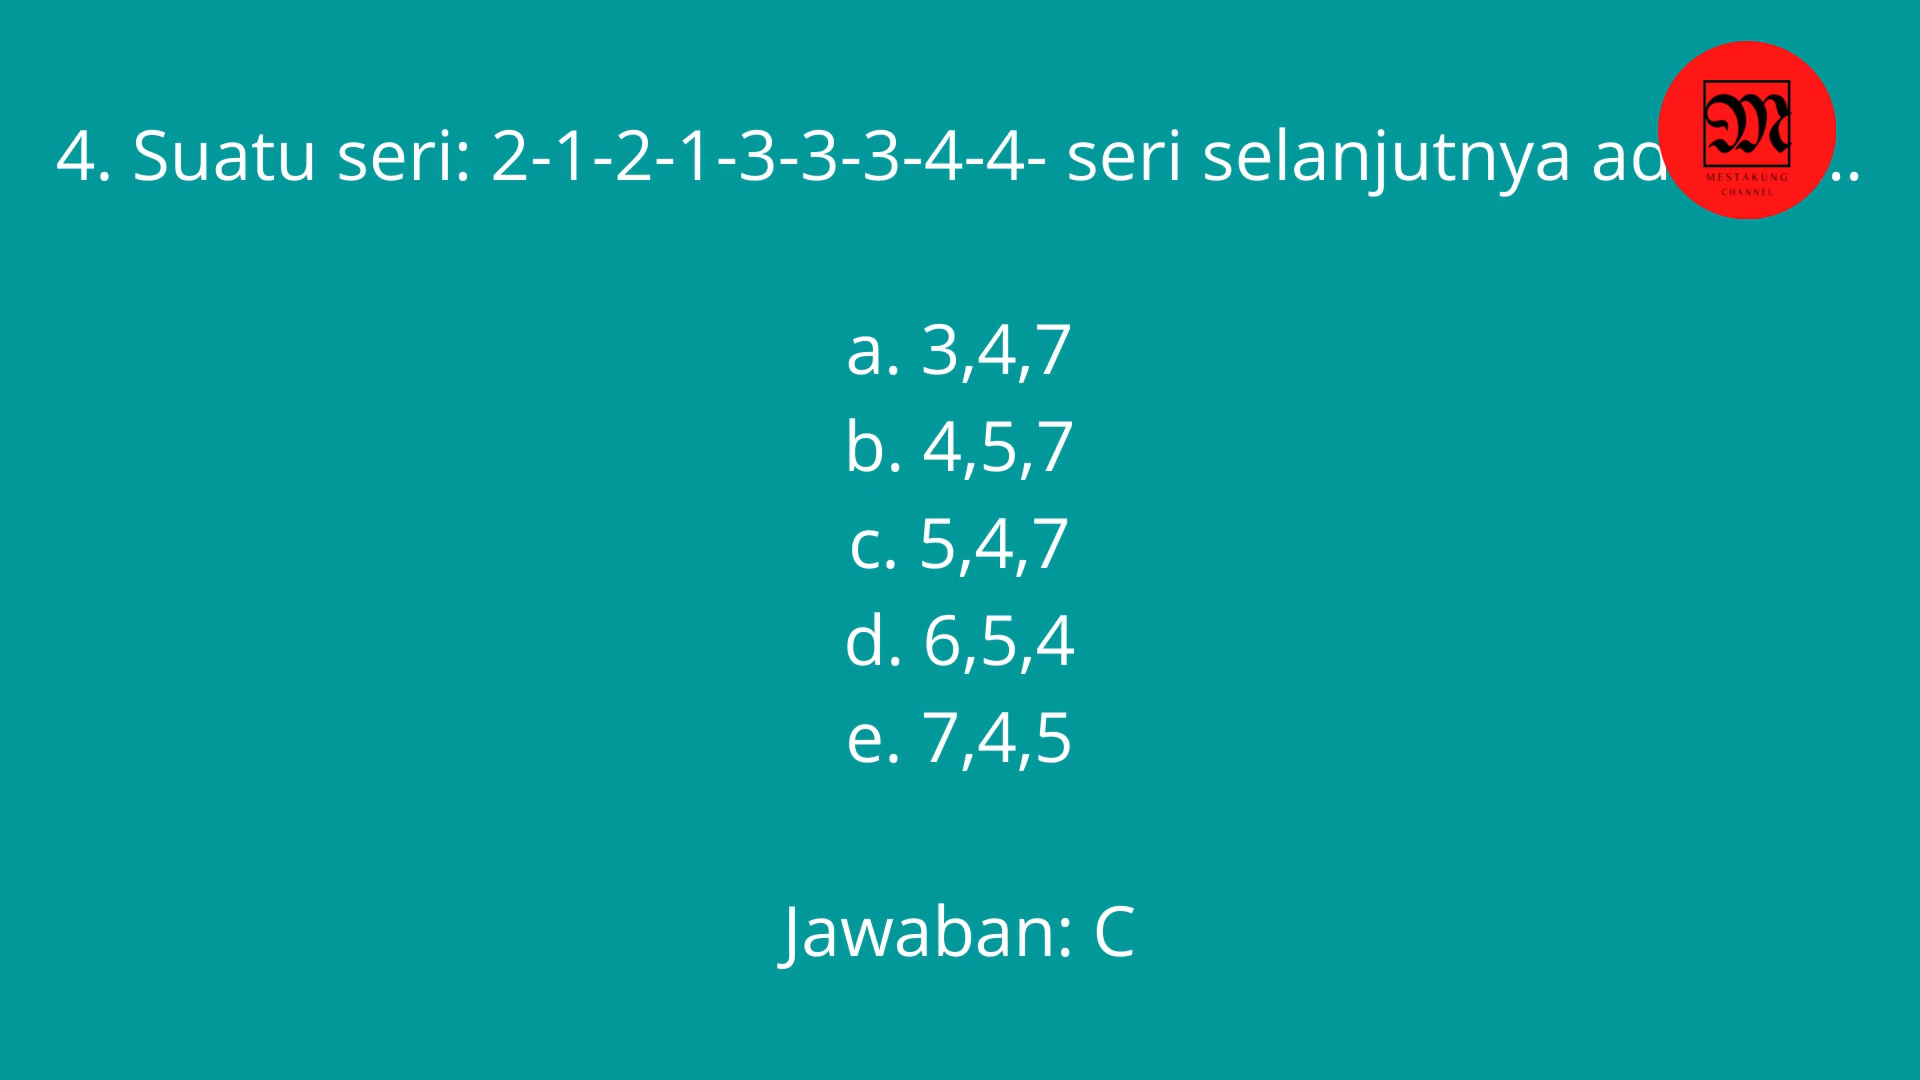 4. Suatu seri: 2-1-2-1-3-3-3-4-4- seri selanjutnya ad ..
MESTAKUNG
CHANNEL
a. 3,4,7
b. 4,5,7
c. 5,4,7
d. 6,5,4
e. 7,4,5
Jawaban: C